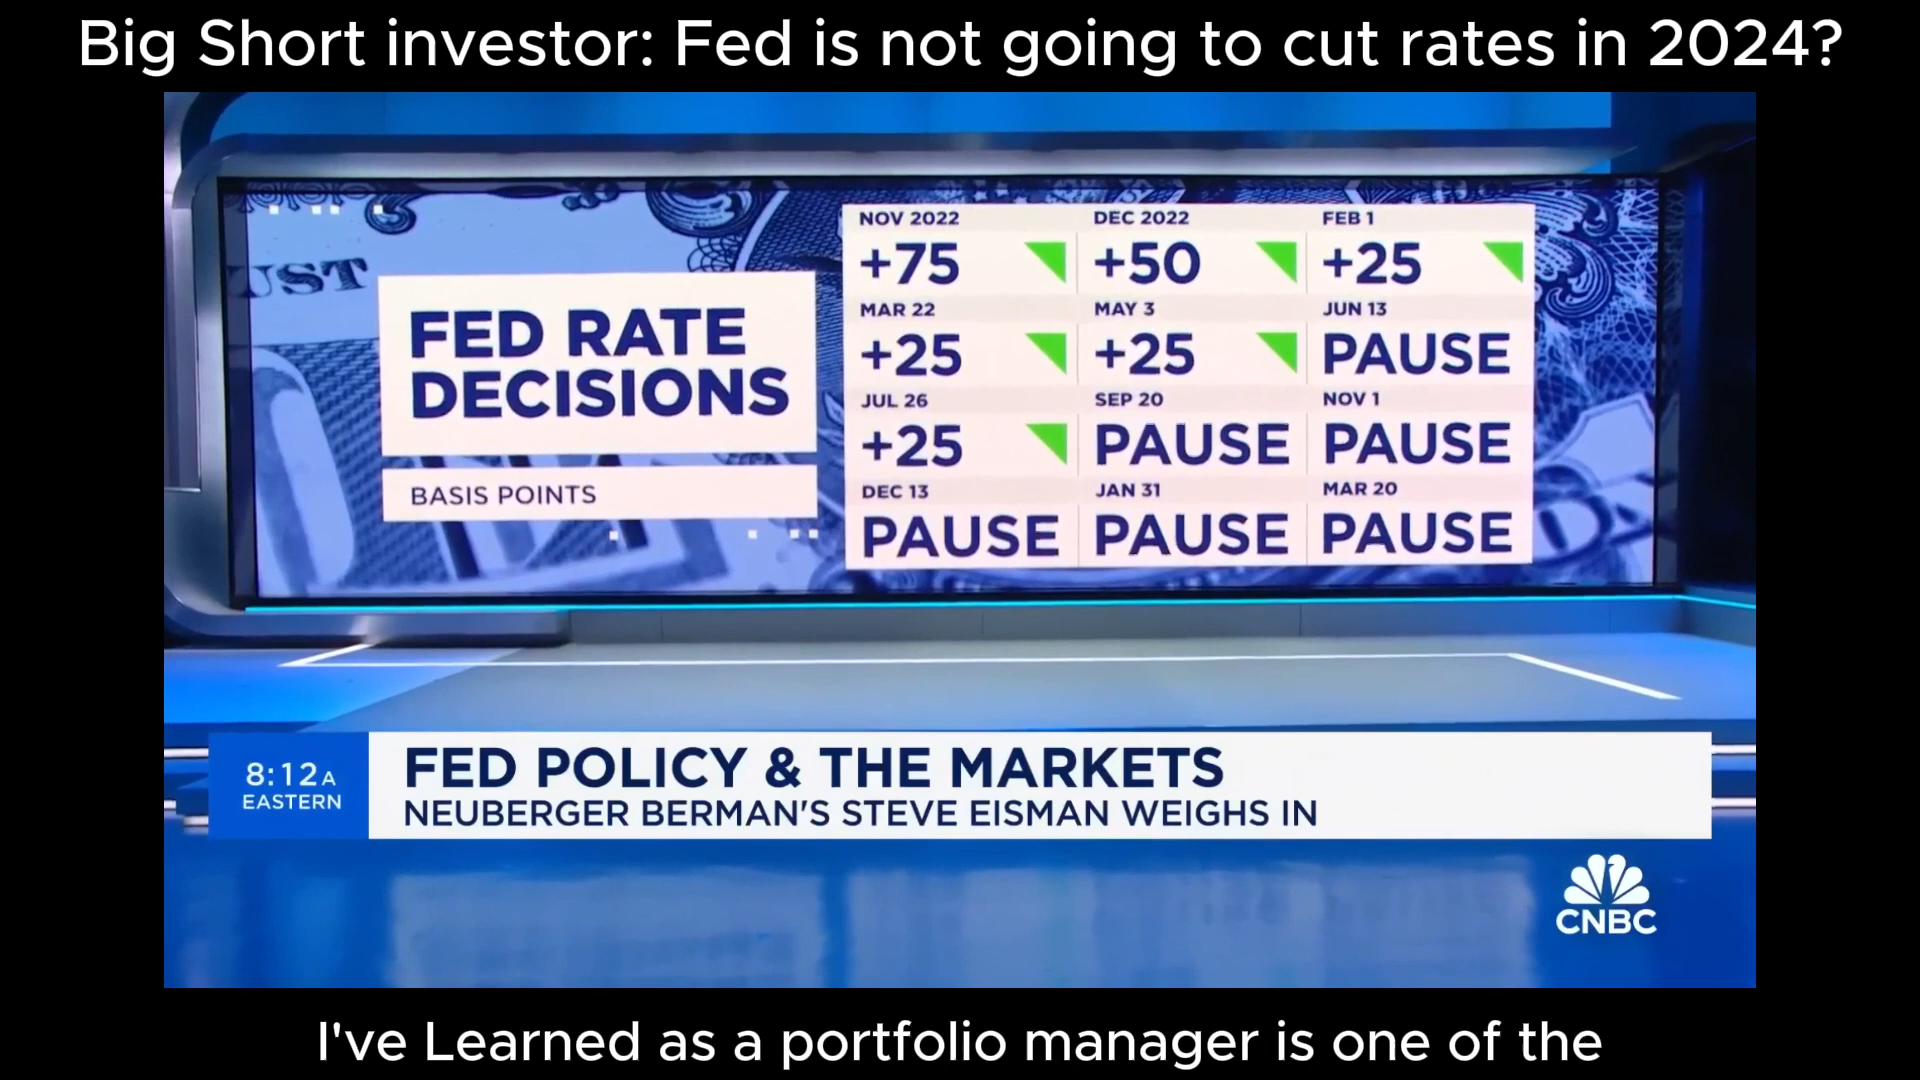 Big Short investor: Fed is not going to cut rates in 2024?
UST
FED RATE
DECISIONS
BASIS POINTS
NOV 2022 DEC 2022 FEB 1
+75 +50 +25
MAR 22 MAY 3 JUN 13
+25 +25 PAUSE
JUL 26 SEP 20 NOV 1
+25 PAUSE PAUSE
DEC 13 JAN 31 MAR 20
PAUSE PAUSE PAUSE
8:12A
EASTERN
FED POLICY & THE MARKETS
NEUBERGER BERMAN'S STEVE EISMAN WEIGHS IN
CNBC
I've Learned as a portfolio manager is one of the